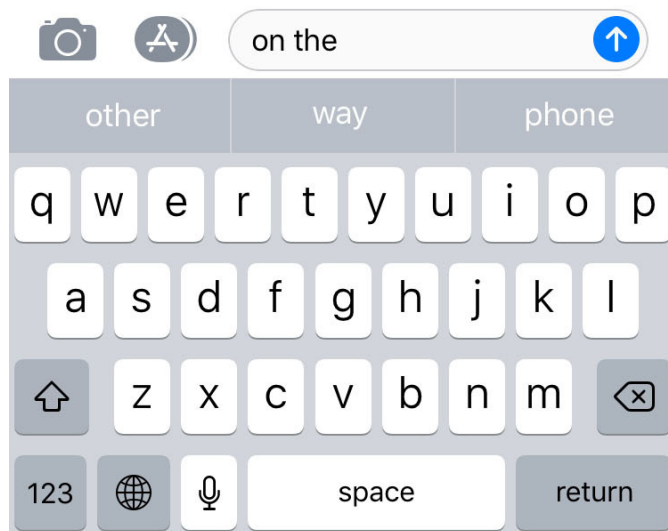 on the
other way phone
q w e r t y u i o p
a s d f g h j k l
z x c v b n m
123 space return